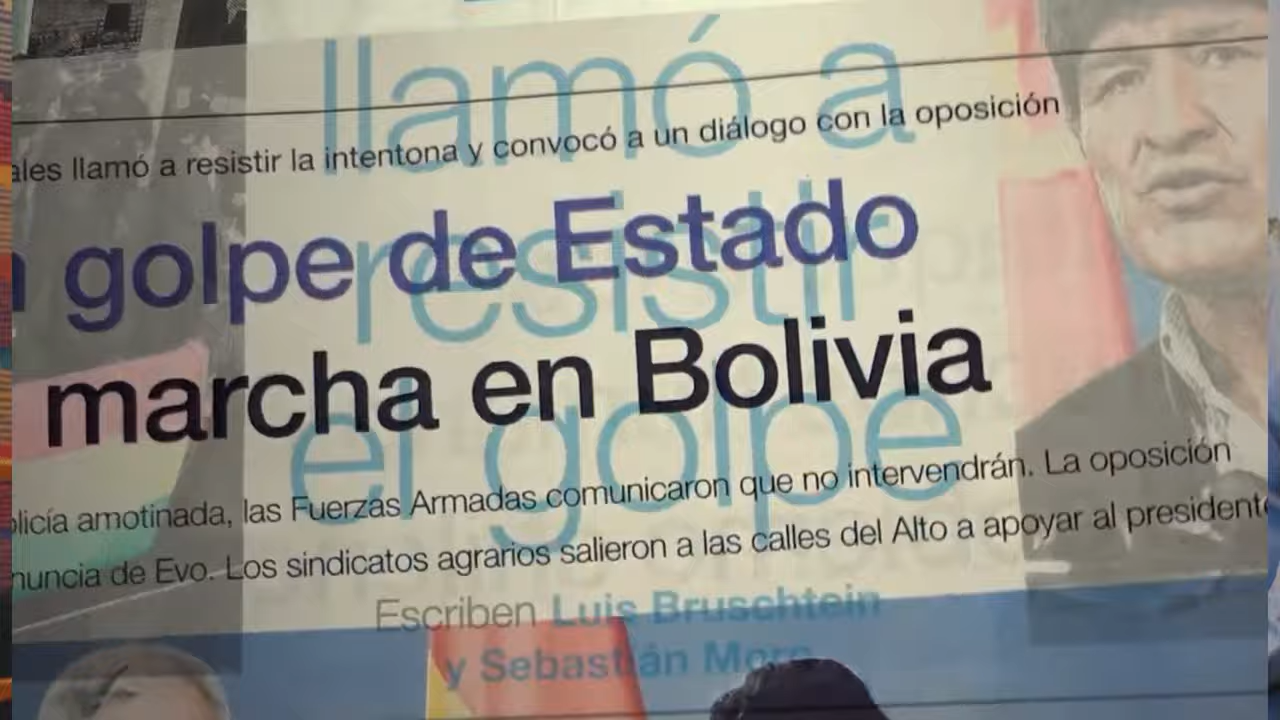 llamó a
resistir
el golpe
Escriben Luis Bruschtein
y Sebastián Moro
ales llamó a resistir la intentona y convocó a un diálogo con la oposición
golpe de Estado
marcha en Bolivia
licía amotinada, las Fuerzas Armadas comunicaron que no intervendrán. La oposición
nuncia de Evo. Los sindicatos agrarios salieron a las calles del Alto a apoyar al presidente